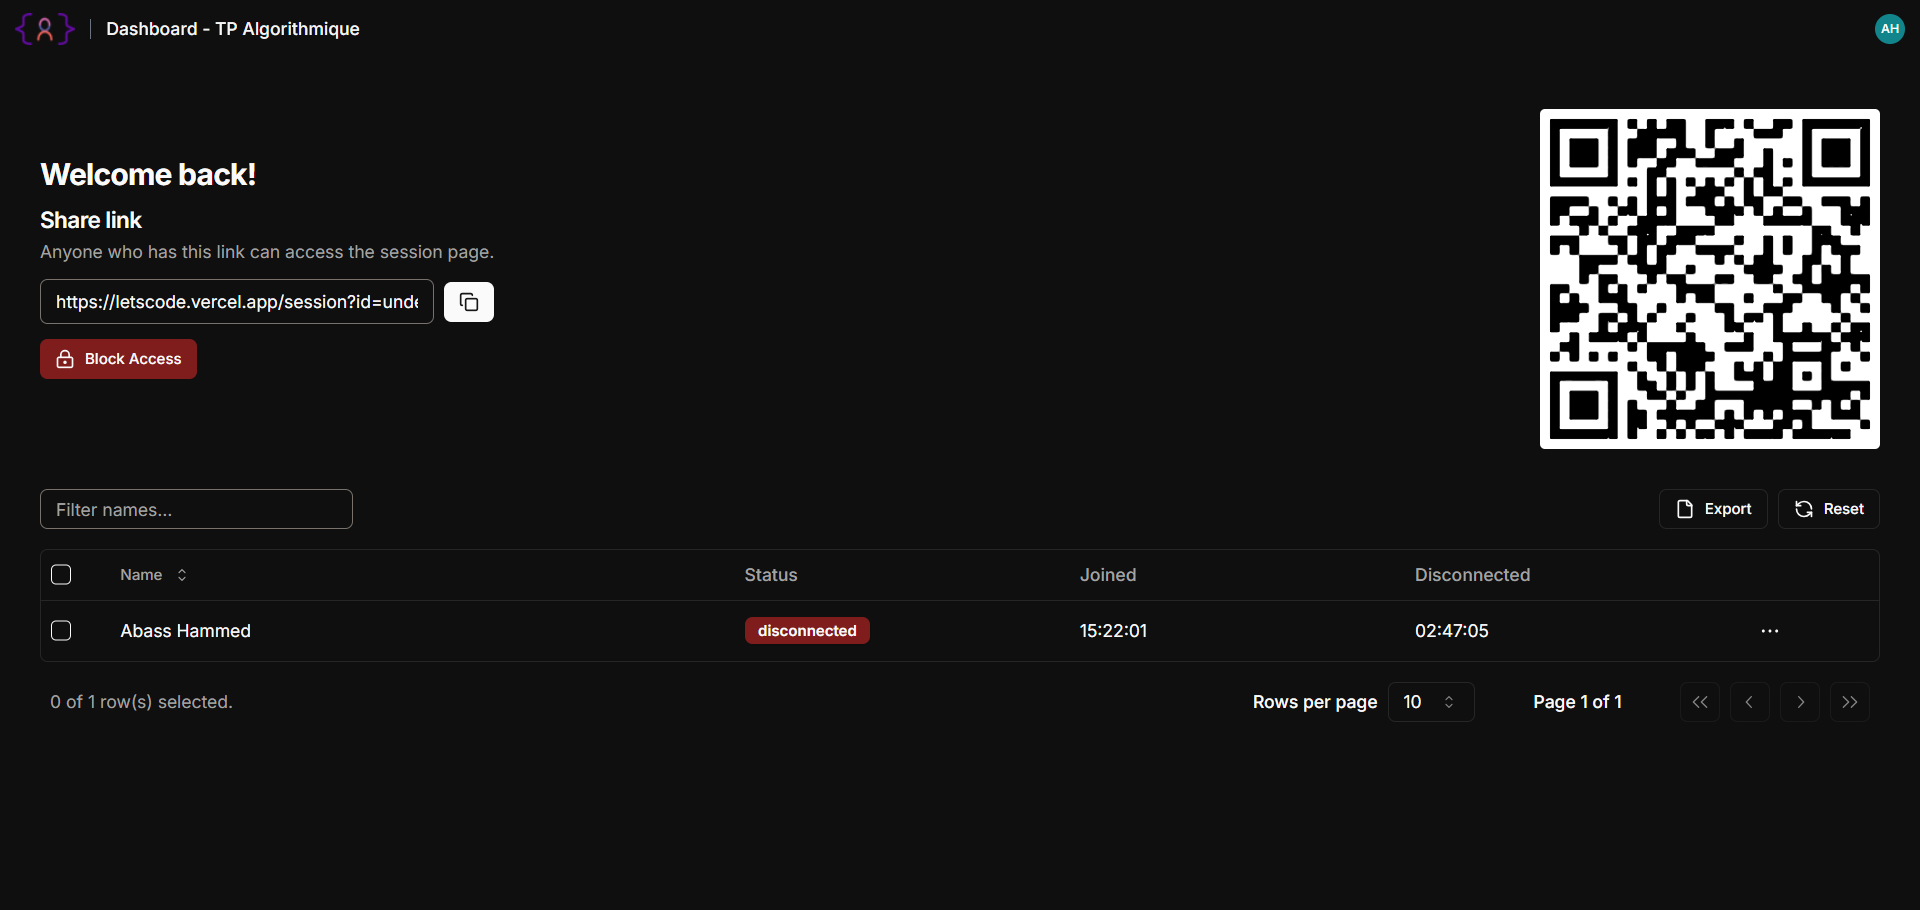 Dashboard - TP Algorithmique
AH
Welcome back!
Share link
Anyone who has this link can access the session page.
https://letscode.vercel.app/session?id=unde
Block Access
Filter names...
Export
Reset
Name Status Joined Disconnected
Abass Hammed disconnected 15:22:01 02:47:05 ...
0 of 1 row(s) selected.
Rows per page 10
Page 1 of 1